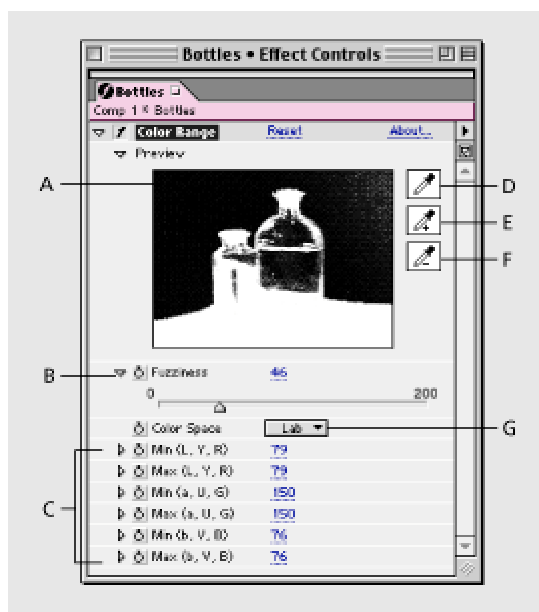 Bottles • Effect Controls
Bottles
Comp 1 * Bottles
Color Range Reset About...
Preview
A
D
E
F
B
Fuzziness 46
0 200
Color Space Lab
G
Min (L, Y, R) 79
Max (L, Y, R) 79
Min (a, U, G) 150
C
Max (a, U, G) 150
Min (b, V, B) 76
Max (b, V, B) 76